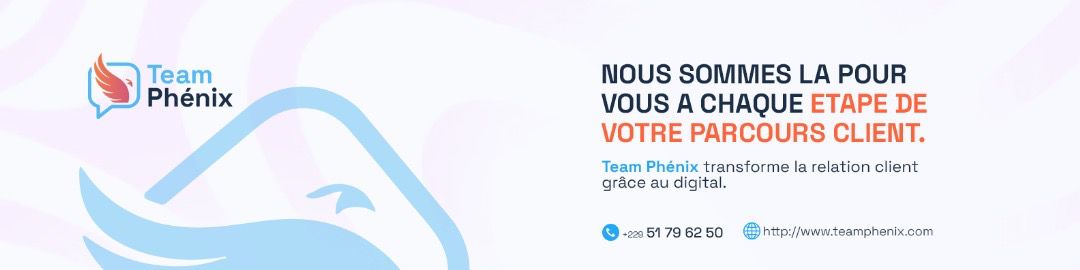 Team
Phénix
NOUS SOMMES LA POUR
VOUS A CHAQUE ETAPE DE
VOTRE PARCOURS CLIENT.
Team Phénix transforme la relation client
grâce au digital.
+229 51 79 62 50 http://www.teamphenix.com